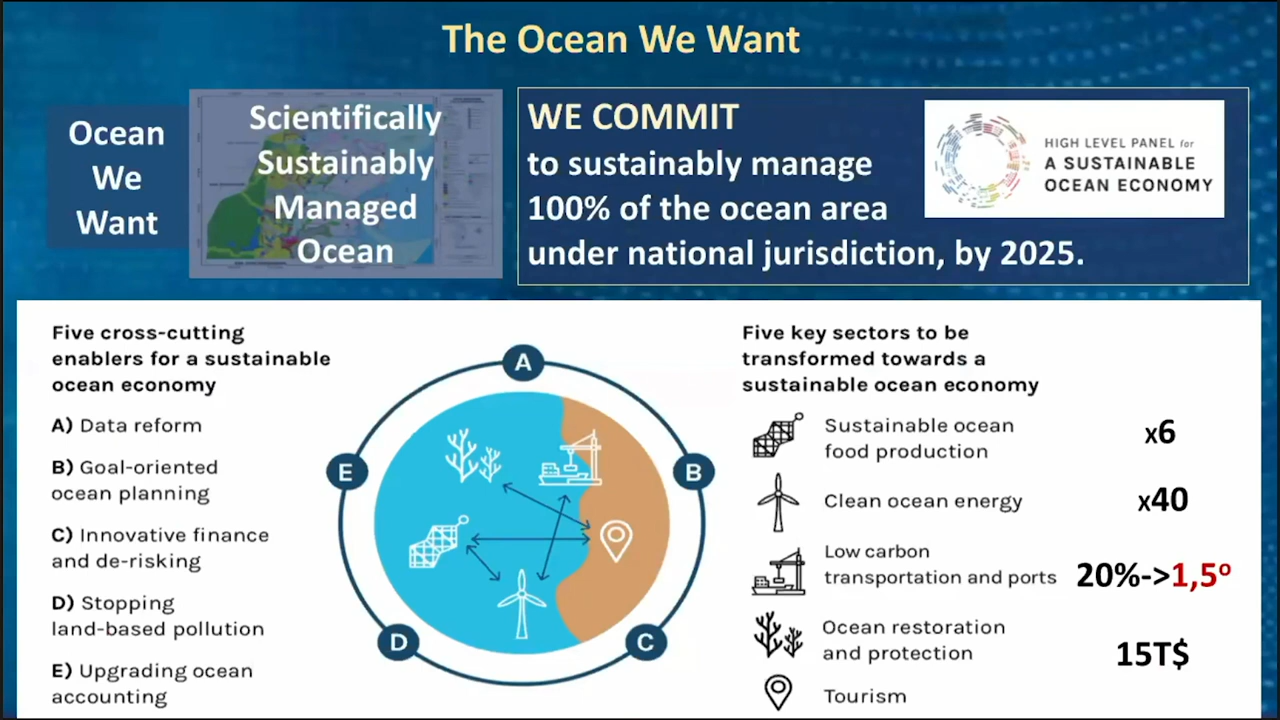 The Ocean We Want
Ocean
We
Want
Scientifically
Sustainably
Managed
Ocean
WE COMMIT
to sustainably manage
100% of the ocean area
under national jurisdiction, by 2025.
HIGH LEVEL PANEL for
A SUSTAINABLE
OCEAN ECONOMY
Five cross-cutting
enablers for a sustainable
ocean economy
A) Data reform
B) Goal-oriented
ocean planning
C) Innovative finance
and de-risking
D) Stopping
land-based pollution
E) Upgrading ocean
accounting
A
B
C
D
E
Five key sectors to be
transformed towards a
sustainable ocean economy
Sustainable ocean
food production
x6
Clean ocean energy
x40
Low carbon
transportation and ports
20%->1,5º
Ocean restoration
and protection
15T$
Tourism